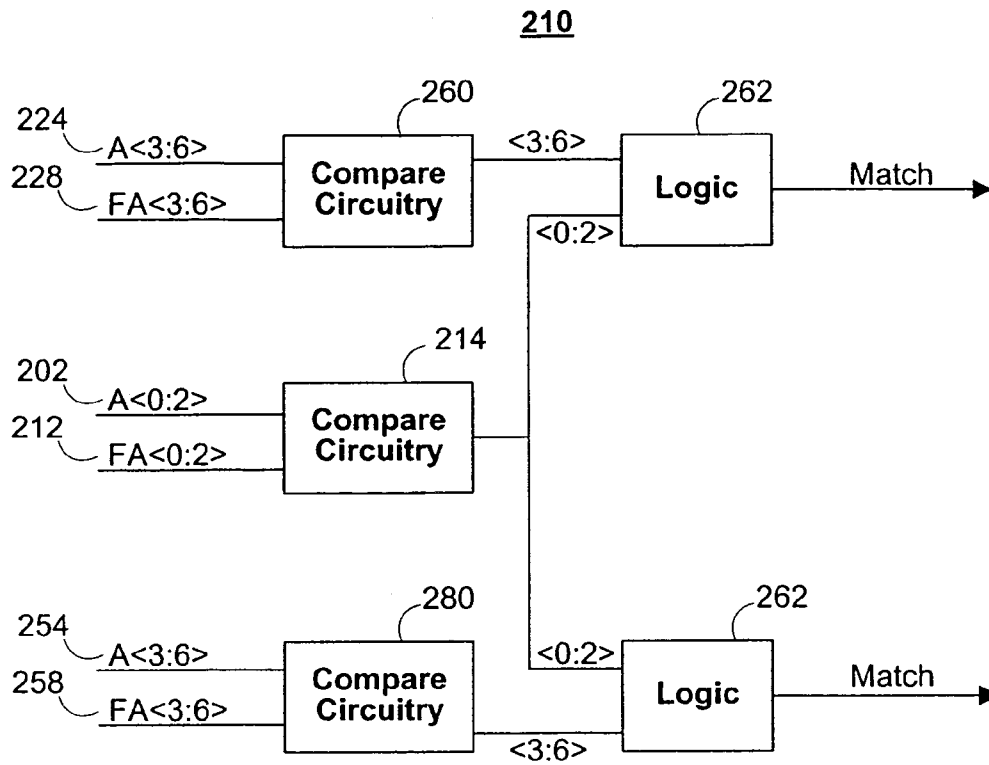 210
260
262
224
A<3:6>
<3:6>
228
FA<3:6>
Compare
Circuitry
Logic
Match
<0:2>
214
202
A<0:2>
212
FA<0:2>
Compare
Circuitry
280
262
254
A<3:6>
<0:2>
258
FA<3:6>
Compare
Circuitry
Logic
Match
<3:6>